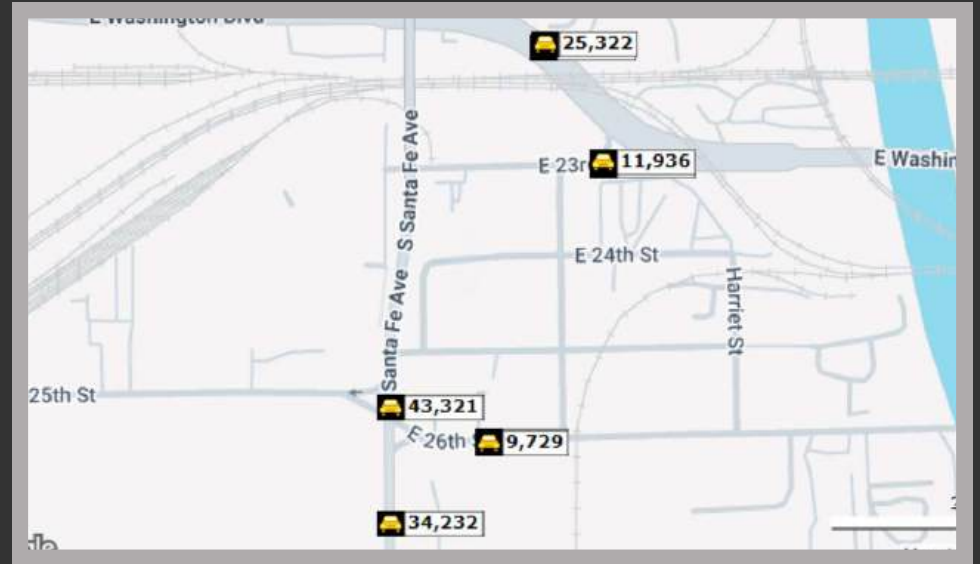 E Washington Blvd
25,322
S Santa Fe Ave
E 23r
11,936
E Washin
E 24th St
Santa Fe Ave
Harriet St
25th St
43,321
E 26th
9,729
34,232
2